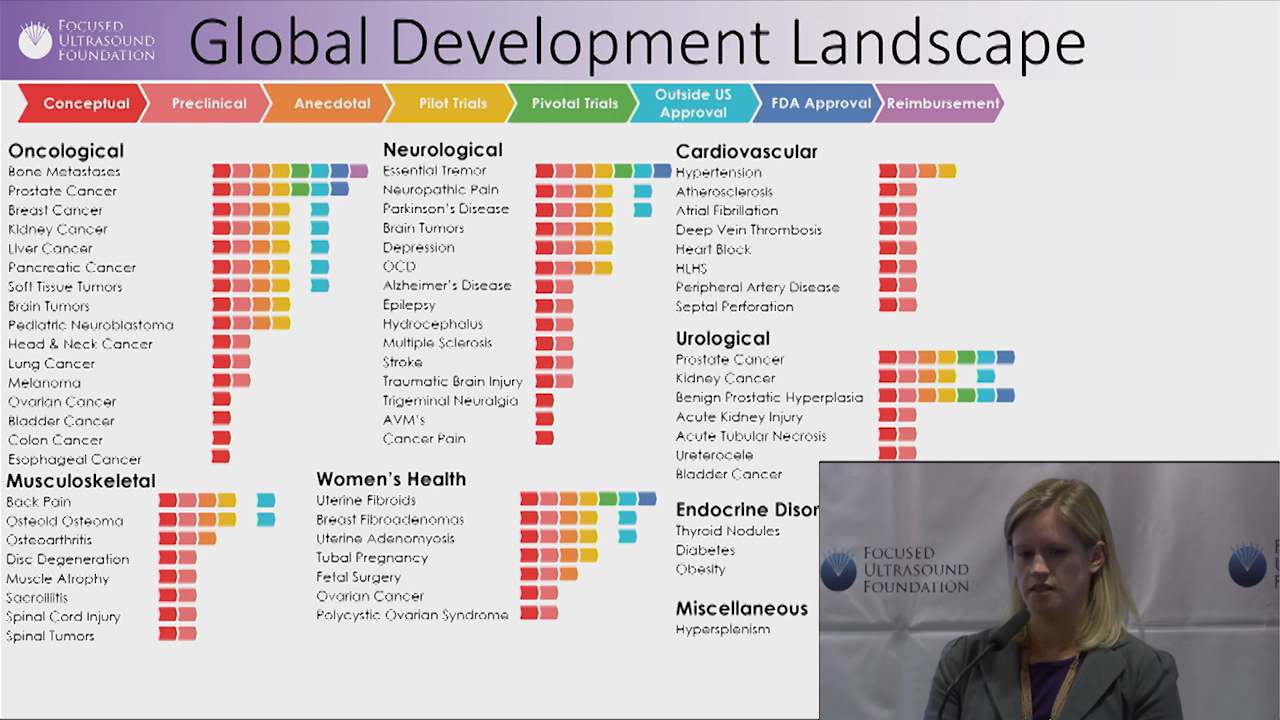 FOCUSED
ULTRASOUND
FOUNDATION
Global Development Landscape
Conceptual
Preclinical
Anecdotal
Pilot Trials
Pivotal Trials
Outside US
Approval
FDA Approval
Reimbursement
Oncological
Bone Metastases
Prostate Cancer
Breast Cancer
Kidney Cancer
Liver Cancer
Pancreatic Cancer
Soft Tissue Tumors
Brain Tumors
Pediatric Neuroblastoma
Head & Neck Cancer
Lung Cancer
Melanoma
Ovarian Cancer
Bladder Cancer
Colon Cancer
Esophageal Cancer
Musculoskeletal
Back Pain
Osteoid Osteoma
Osteoarthritis
Disc Degeneration
Muscle Atrophy
Sacroiliitis
Spinal Cord Injury
Spinal Tumors
Neurological
Essential Tremor
Neuropathic Pain
Parkinson's Disease
Brain Tumors
Depression
OCD
Alzheimer's Disease
Epilepsy
Hydrocephalus
Multiple Sclerosis
Stroke
Traumatic Brain Injury
Trigeminal Neuralgia
AVM's
Cancer Pain
Women's Health
Uterine Fibroids
Breast Fibroadenomas
Uterine Adenomyosis
Tubal Pregnancy
Fetal Surgery
Ovarian Cancer
Polycystic Ovarian Syndrome
Cardiovascular
Hypertension
Atherosclerosis
Atrial Fibrillation
Deep Vein Thrombosis
Heart Block
HLHS
Peripheral Artery Disease
Septal Perforation
Urological
Prostate Cancer
Kidney Cancer
Benign Prostatic Hyperplasia
Acute Kidney Injury
Acute Tubular Necrosis
Ureterocele
Bladder Cancer
Endocrine Disor
Thyroid Nodules
Diabetes
Obesity
Miscellaneous
Hypersplenism
FOCUSED
ULTRASOUND
FOUNDATION